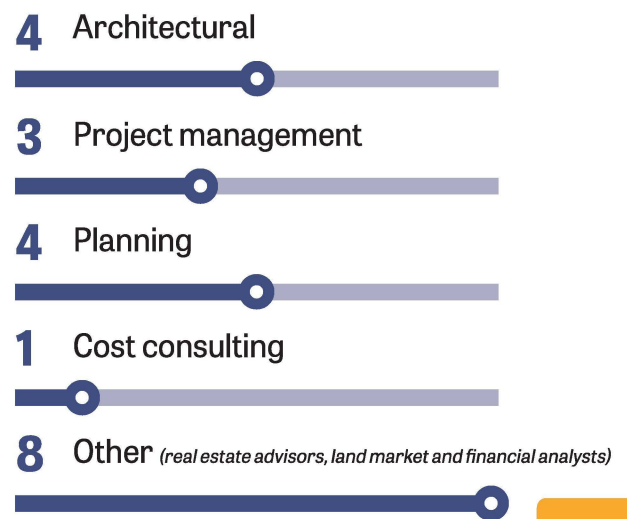 4 Architectural
3 Project management
4 Planning
1 Cost consulting
8 Other (real estate advisors, land market and financial analysts)